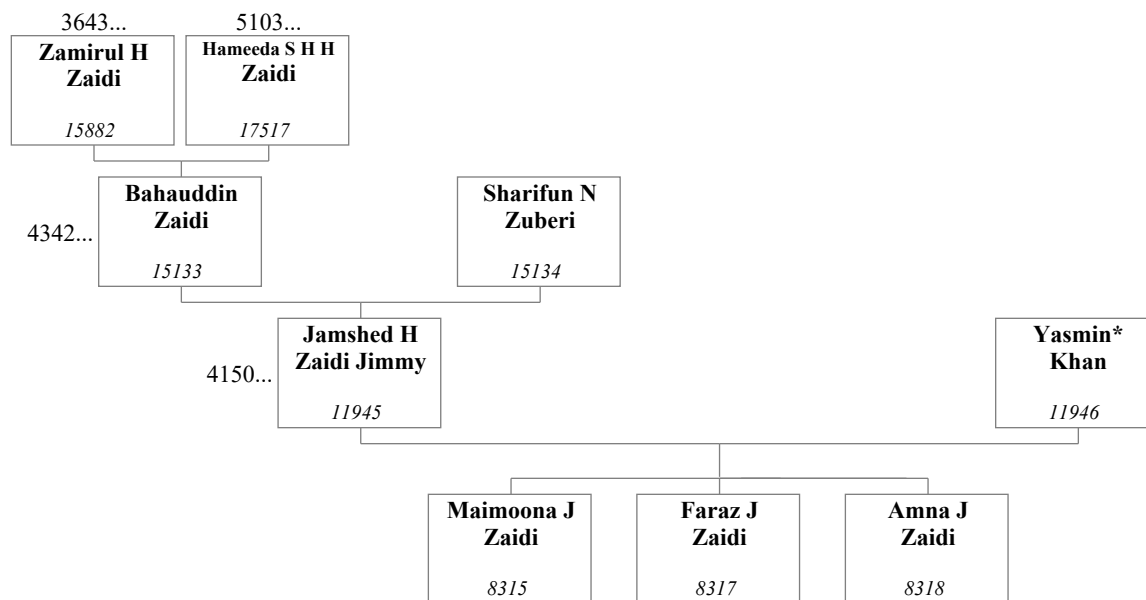 3643...
5103...
Zamirul H
Zaidi
15882
Hameeda S H H
Zaidi
17517
4342...
Bahauddin
Zaidi
15133
Sharifun N
Zuberi
15134
4150...
Jamshed H
Zaidi Jimmy
11945
Yasmin*
Khan
11946
Maimoona J
Zaidi
8315
Faraz J
Zaidi
8317
Amna J
Zaidi
8318